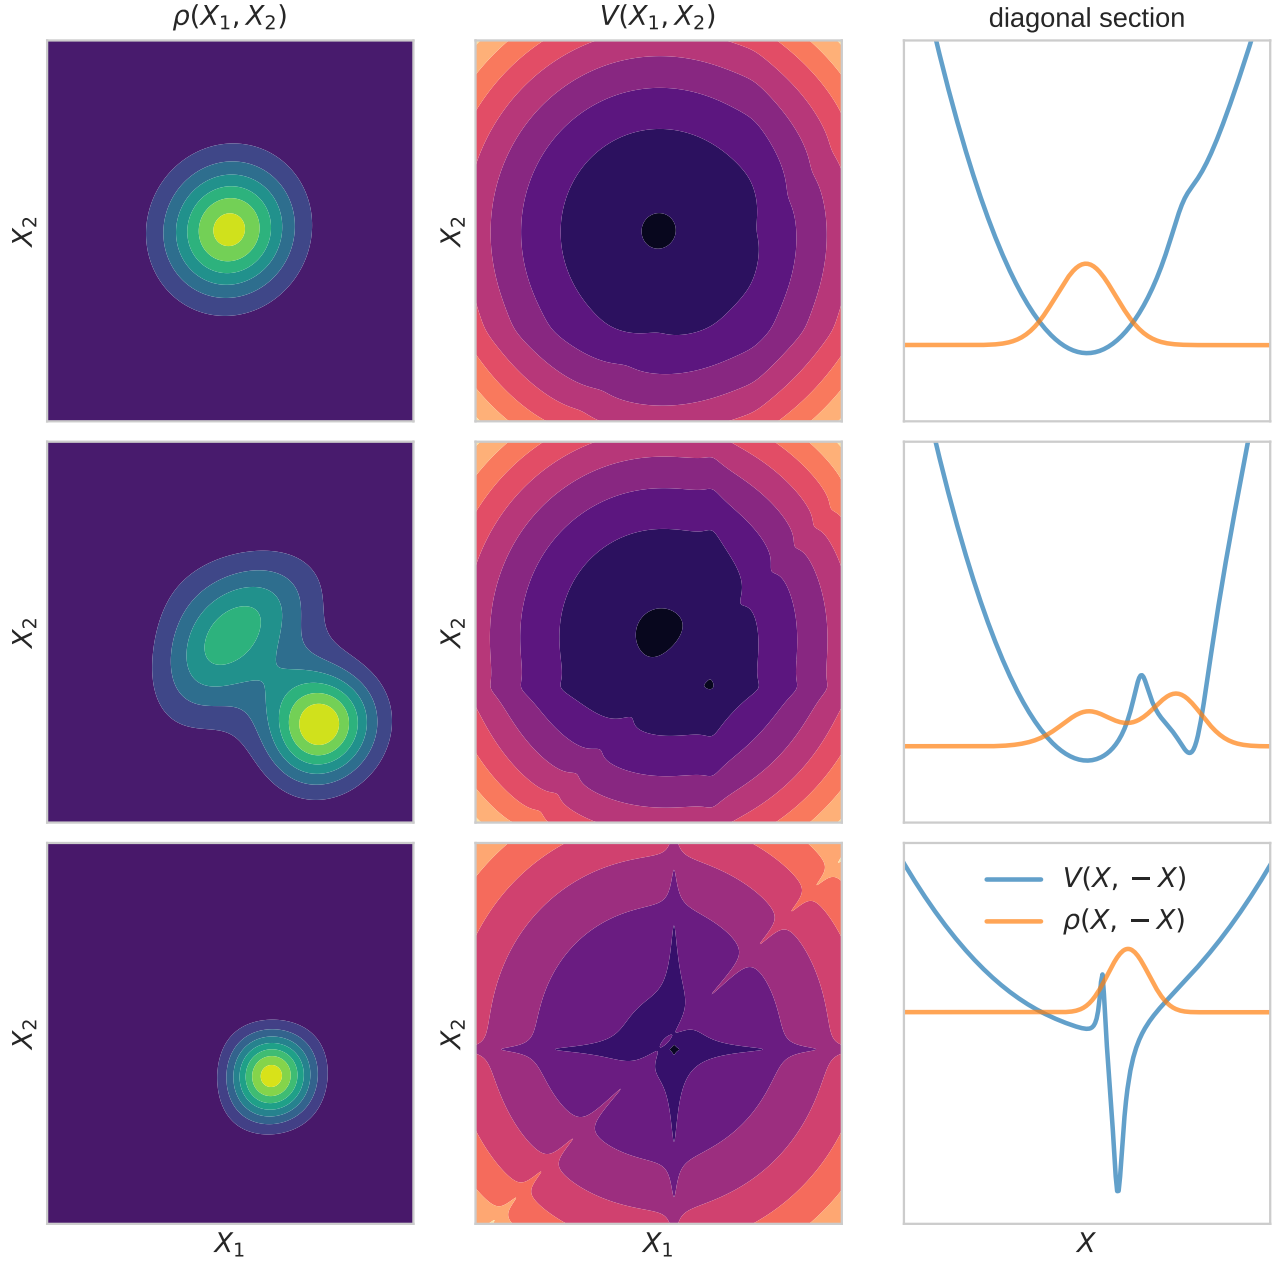 ρ(X₁, X₂)
V(X₁, X₂)
diagonal section
X₂
X₂
X₂
X₂
X₂
V(X, −X)
ρ(X, −X)
X₂
X₁
X₁
X